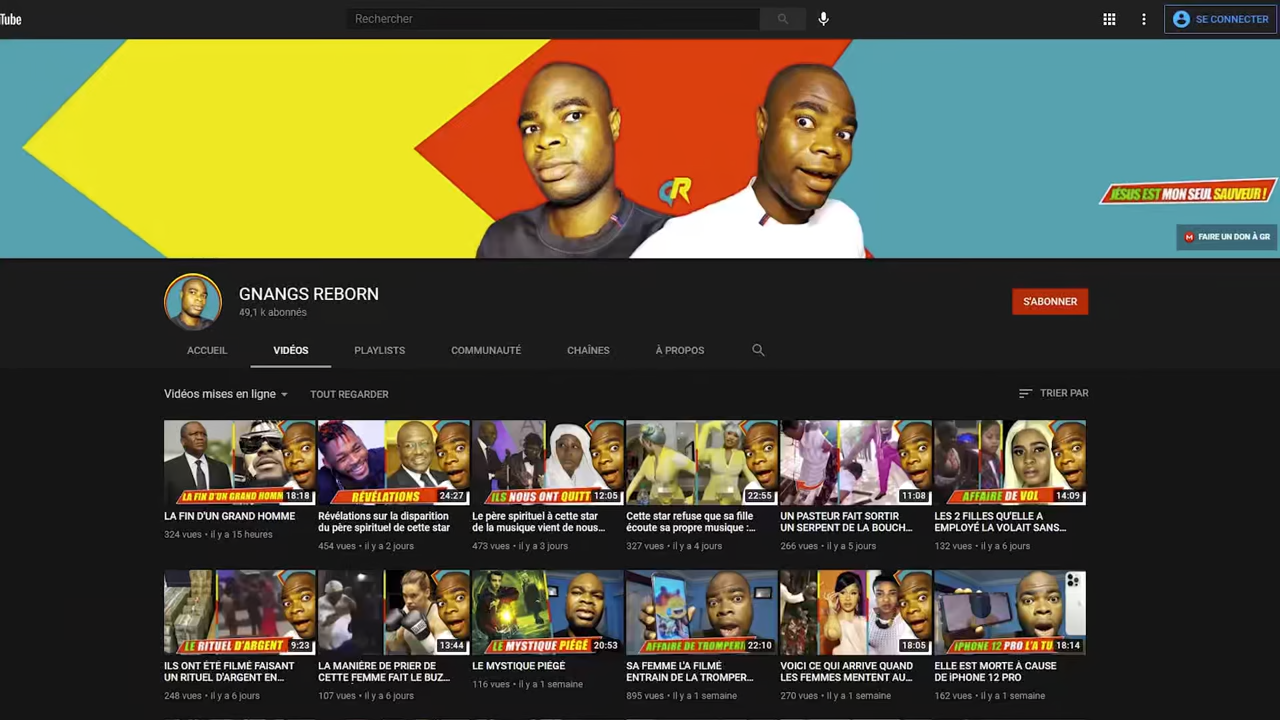 Tube
Rechercher
SE CONNECTER
GR
JÉSUS EST MON SEUL SAUVEUR !
FAIRE UN DON À GR
GNANGS REBORN
49,1 k abonnés
S'ABONNER
ACCUEIL
VIDÉOS
PLAYLISTS
COMMUNAUTÉ
CHAÎNES
À PROPOS
Vidéos mises en ligne
TOUT REGARDER
TRIER PAR
LA FIN D'UN GRAND HOMM
18:18
RÉVÉLATIONS
24:27
ILS NOUS ONT QUITT
12:05
22:55
11:08
AFFAIRE DE VOL
14:09
LA FIN D'UN GRAND HOMME
324 vues • il y a 15 heures
Révélations sur la disparition
du père spirituel de cette star
454 vues • il y a 2 jours
Le père spirituel à cette star
de la musique vient de nous...
473 vues • il y a 3 jours
Cette star refuse que sa fille
écoute sa propre musique :...
327 vues • il y a 4 jours
UN PASTEUR FAIT SORTIR
UN SERPENT DE LA BOUCH...
266 vues • il y a 5 jours
LES 2 FILLES QU'ELLE A
EMPLOYÉ LA VOLAIT SANS...
132 vues • il y a 6 jours
LE RITUEL D'ARGENT
9:23
13:44
LE MYSTIQUE PIÉGÉ
20:53
AFFAIRE DE TROMPERI
22:10
18:05
IPHONE 12 PRO L'A TU
18:14
ILS ONT ÉTÉ FILMÉ FAISANT
UN RITUEL D'ARGENT EN...
248 vues • il y a 6 jours
LA MANIÈRE DE PRIER DE
CETTE FEMME FAIT LE BUZ...
107 vues • il y a 6 jours
LE MYSTIQUE PIÉGÉ
116 vues • il y a 1 semaine
SA FEMME L'A FILMÉ
ENTRAIN DE LA TROMPER...
895 vues • il y a 1 semaine
VOICI CE QUI ARRIVE QUAND
LES FEMMES MENTENT AU...
270 vues • il y a 1 semaine
ELLE EST MORTE À CAUSE
DE iPHONE 12 PRO
162 vues • il y a 1 semaine